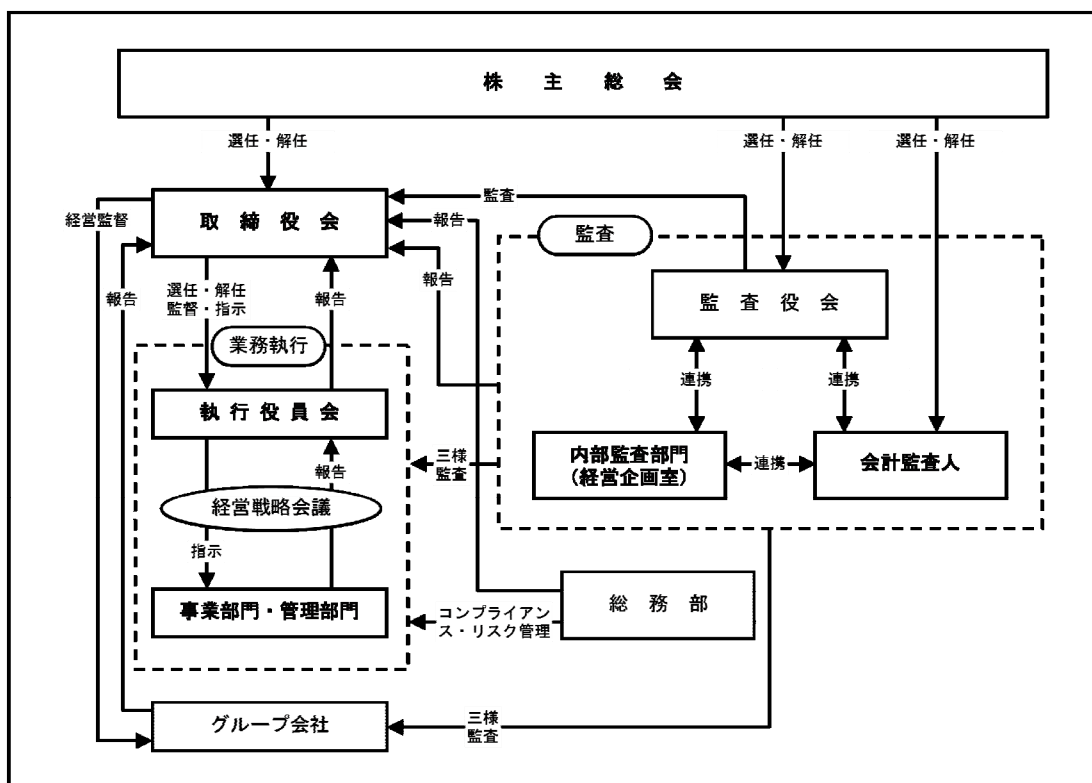 株主総会
選任・解任
選任・解任
選任・解任
取締役会
監査
経営監督
報告
監査
報告
報告
選任・解任
監督・指示
報告
監査役会
業務執行
連携
連携
執行役員会
三様
監査
報告
内部監査部門
(経営企画室)
連携
会計監査人
経営戦略会議
指示
事業部門・管理部門
コンプライアン
ス・リスク管理
総務部
グループ会社
三様
監査